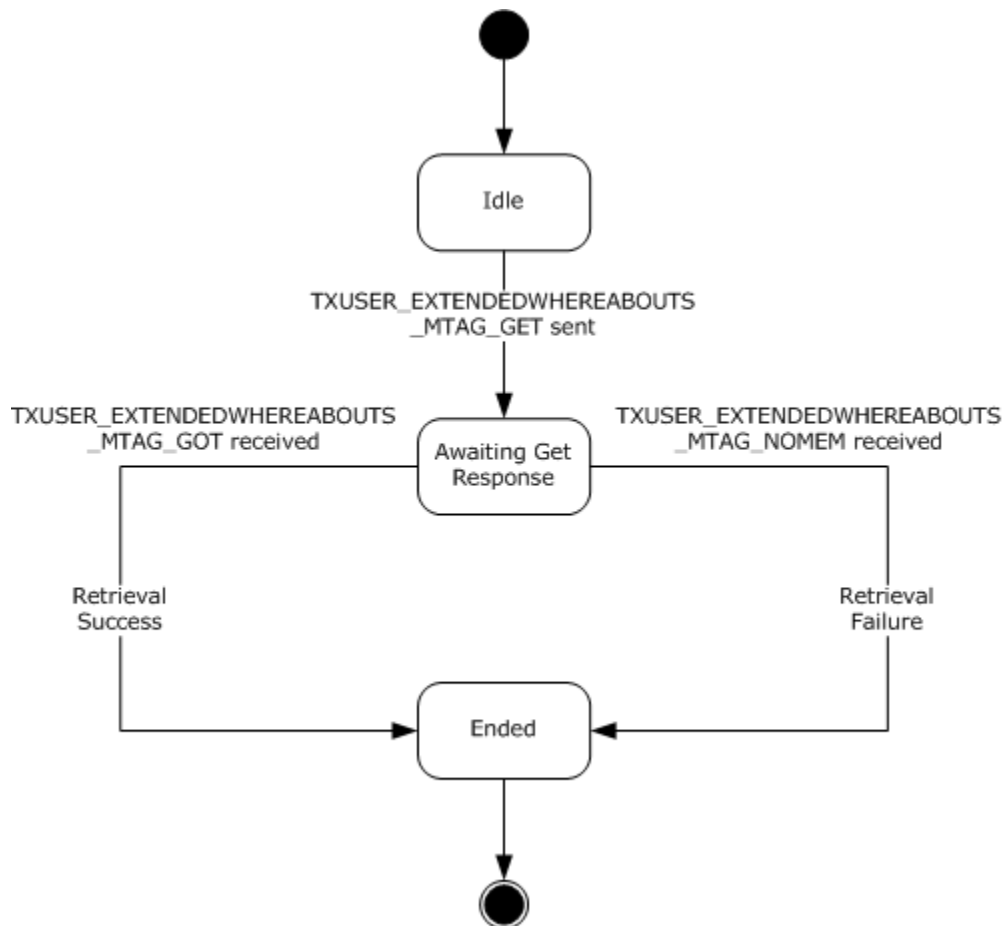 Idle
TXUSER_EXTENDEDWHEREABOUTS
_MTAG_GET sent
TXUSER_EXTENDEDWHEREABOUTS
_MTAG_GOT received
TXUSER_EXTENDEDWHEREABOUTS
_MTAG_NOMEM received
Awaiting Get
Response
Retrieval
Success
Retrieval
Failure
Ended